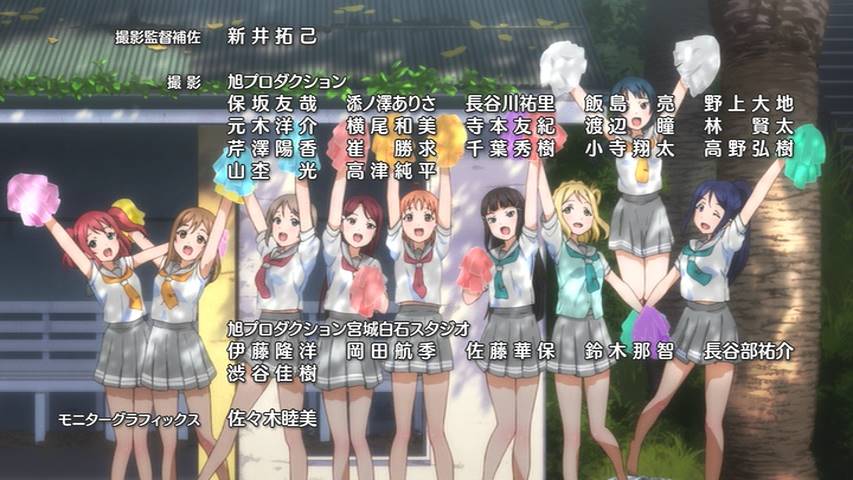 撮影監督補佐 新井拓己
撮影 旭プロダクション
保坂友哉 添ノ澤ありさ 長谷川祐里 飯島亮 野上大地
元木洋介 横尾和美 寺本友紀 渡辺瞳 林賢太
芹澤陽香 崔勝求 千葉秀樹 小寺翔太 高野弘樹
山杢光 高津純平
旭プロダクション宮城白石スタジオ
伊藤隆洋 岡田航季 佐藤華保 鈴木那智 長谷部祐介
渋谷佳樹
モニターグラフィックス 佐々木睦美